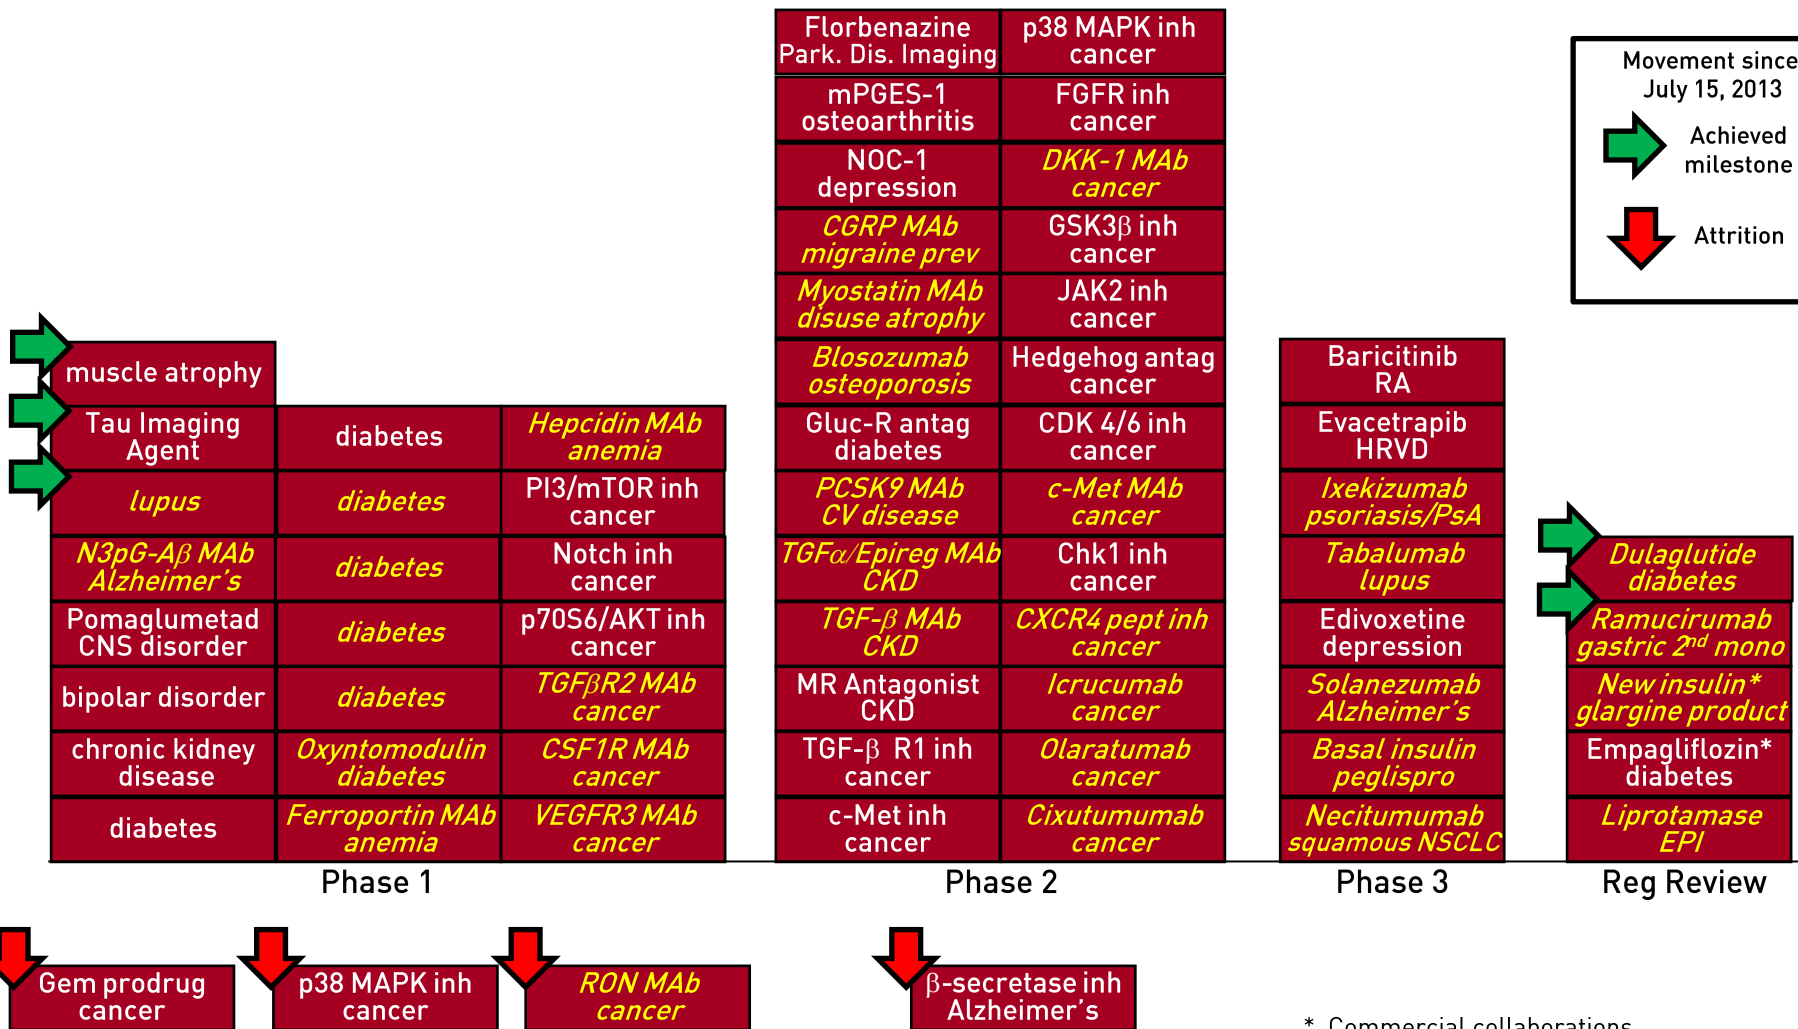 Florbenazine
Park. Dis. Imaging
p38 MAPK inh
cancer
mPGES-1
osteoarthritis
FGFR inh
cancer
NOC-1
depression
DKK-1 MAb
cancer
CGRP MAb
migraine prev
GSK3β inh
cancer
Myostatin MAb
disuse atrophy
JAK2 inh
cancer
Blosozumab
osteoporosis
Hedgehog antag
cancer
Gluc-R antag
diabetes
CDK 4/6 inh
cancer
PCSK9 MAb
CV disease
c-Met MAb
cancer
TGFα/Epireg MAb
CKD
Chk1 inh
cancer
TGF-β MAb
CKD
CXCR4 pept inh
cancer
MR Antagonist
CKD
Icrucumab
cancer
TGF-β R1 inh
cancer
Olaratumab
cancer
c-Met inh
cancer
Cixutumumab
cancer
Phase 2
Movement since
July 15, 2013
Achieved
milestone
Attrition
muscle atrophy
Tau Imaging
Agent
diabetes
Hepcidin MAb
anemia
lupus
diabetes
PI3/mTOR inh
cancer
N3pG-Aβ MAb
Alzheimer's
diabetes
Notch inh
cancer
Pomaglumetad
CNS disorder
diabetes
p70S6/AKT inh
cancer
bipolar disorder
diabetes
TGFβR2 MAb
cancer
chronic kidney
disease
Oxyntomodulin
diabetes
CSF1R MAb
cancer
diabetes
Ferroportin MAb
anemia
VEGFR3 MAb
cancer
Phase 1
Baricitinib
RA
Evacetrapib
HRVD
Ixekizumab
psoriasis/PsA
Tabalumab
lupus
Edivoxetine
depression
Solanezumab
Alzheimer's
Basal insulin
peglispro
Necitumumab
squamous NSCLC
Phase 3
Dulaglutide
diabetes
Ramucirumab
gastric 2nd mono
New insulin*
glargine product
Empagliflozin*
diabetes
Liprotamase
EPI
Reg Review
Gem prodrug
cancer
p38 MAPK inh
cancer
RON MAb
cancer
β-secretase inh
Alzheimer's
* Commercial collaborations